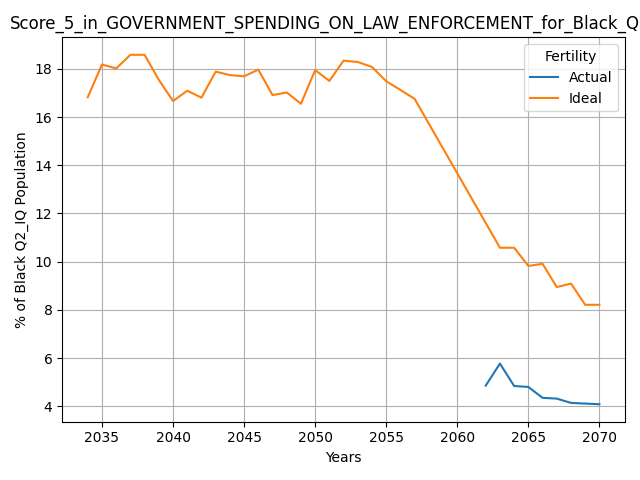 Score_5_in_GOVERNMENT_SPENDING_ON_LAW_ENFORCEMENT_for_Black_Q
Fertility
Actual
Ideal
% of Black Q2_IQ Population
18
16
14
12
10
8
6
4
2035 2040 2045 2050 2055 2060 2065 2070
Years